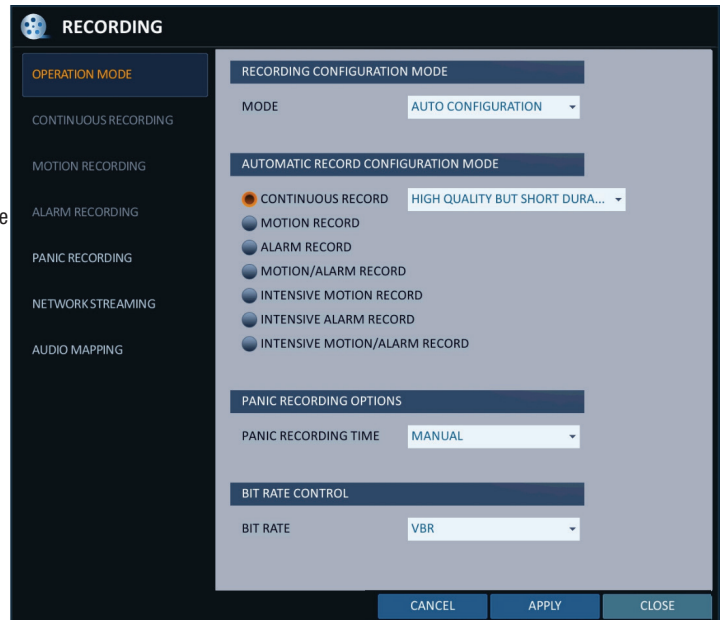 RECORDING
OPERATION MODE
CONTINUOUS RECORDING
MOTION RECORDING
ALARM RECORDING
PANIC RECORDING
NETWORK STREAMING
AUDIO MAPPING
e
RECORDING CONFIGURATION MODE
MODE AUTO CONFIGURATION
AUTOMATIC RECORD CONFIGURATION MODE
CONTINUOUS RECORD HIGH QUALITY BUT SHORT DURA...
MOTION RECORD
ALARM RECORD
MOTION/ALARM RECORD
INTENSIVE MOTION RECORD
INTENSIVE ALARM RECORD
INTENSIVE MOTION/ALARM RECORD
PANIC RECORDING OPTIONS
PANIC RECORDING TIME MANUAL
BIT RATE CONTROL
BIT RATE VBR
CANCEL APPLY CLOSE